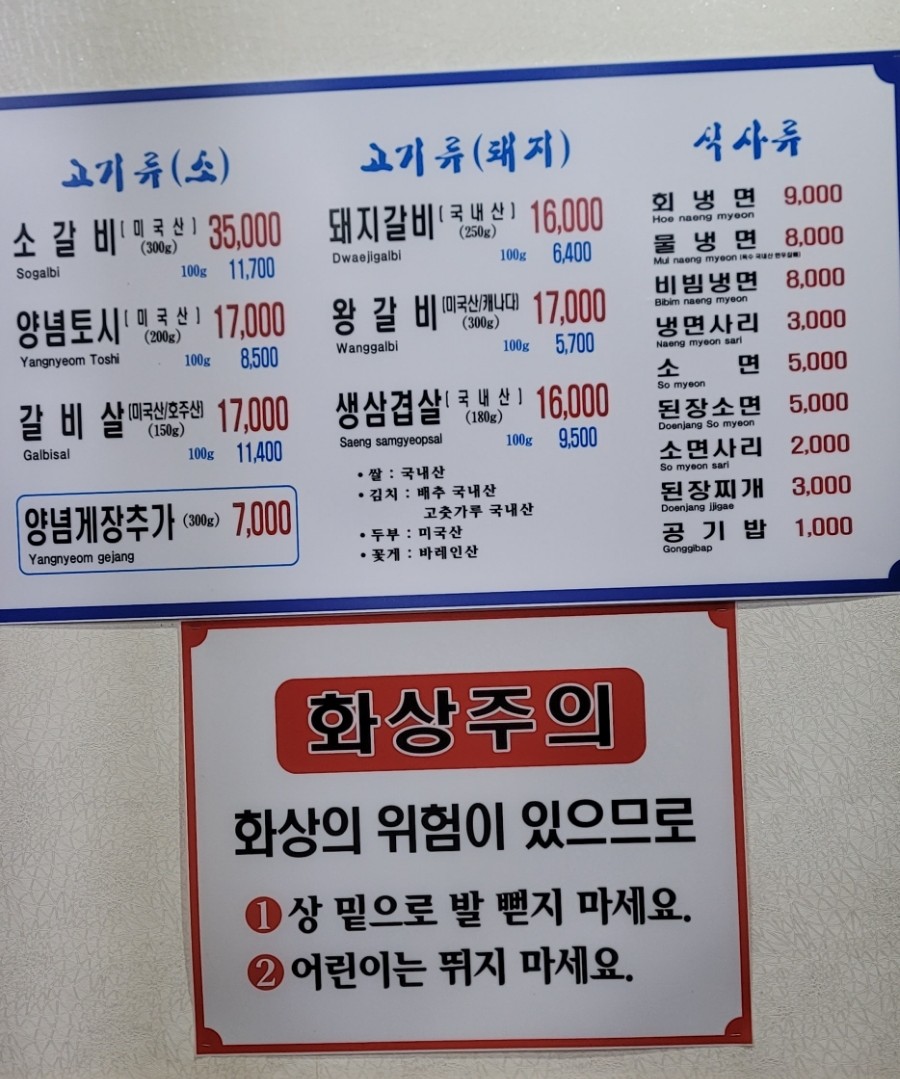 고기류(소)
소 갈 비 [미국산] (300g) 35,000
Sogalbi 100g 11,700
양념토시 [미국산] (200g) 17,000
Yangnyeom Toshi 100g 8,500
갈 비 살 [미국산/호주산] (150g) 17,000
Galbisal 100g 11,400
양념게장추가 (300g) 7,000
Yangnyeom gejang
고기류(돼지)
돼지갈비 [국내산] (250g) 16,000
Dwaejigalbi 100g 6,400
왕 갈 비 [미국산/캐나다] (300g) 17,000
Wanggalbi 100g 5,700
생삼겹살 [국내산] (180g) 16,000
Saeng samgyeopsal 100g 9,500
• 쌀 : 국내산
• 김치 : 배추 국내산
고춧가루 국내산
• 두부 : 미국산
• 꽃게 : 바레인산
식사류
회 냉 면 9,000
Hoe naeng myeon
물 냉 면 8,000
Mul naeng myeon (육수 국내산 한우설뼈)
비빔냉면 8,000
Bibim naeng myeon
냉면사리 3,000
Naeng myeon sari
소 면 5,000
So myeon
된장소면 5,000
Doenjang So myeon
소면사리 2,000
So myeon sari
된장찌개 3,000
Doenjang jjigae
공 기 밥 1,000
Gonggibap
화상주의
화상의 위험이 있으므로
1 상 밑으로 발 뻗지 마세요.
2 어린이는 뛰지 마세요.